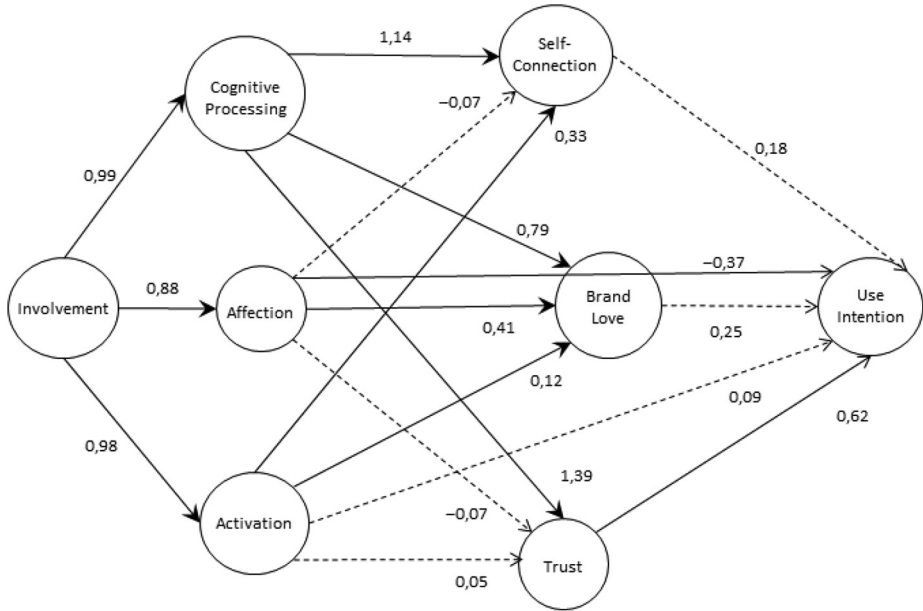 1,14
Self-
Connection
Cognitive
Processing
−0,07
0,33
0,18
0,99
0,79
−0,37
Involvement
0,88
Affection
Brand
Love
Use
Intention
0,41
0,25
0,12
0,09
0,62
0,98
1,39
Activation
−0,07
Trust
0,05